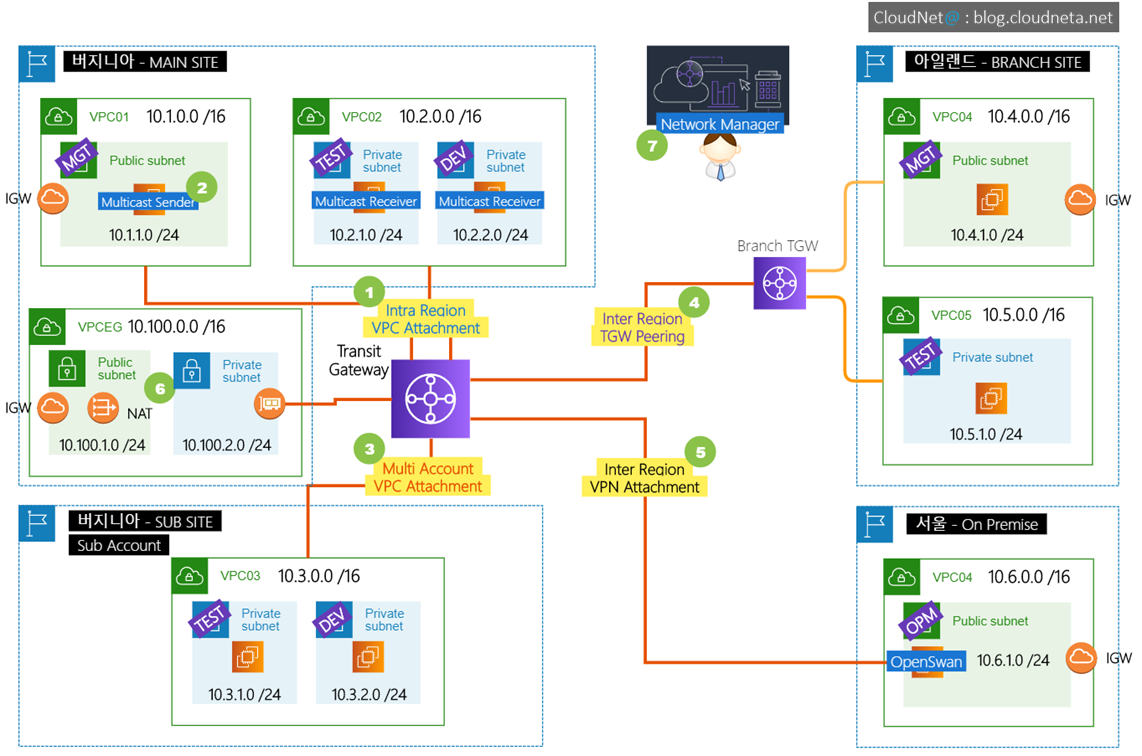 CloudNet@ : blog.cloudneta.net
버지니아 - MAIN SITE
VPC01 10.1.0.0 /16
MGT
Public subnet
IGW
2
Multicast Sender
10.1.1.0 /24
VPC02 10.2.0.0 /16
TEST
Private
subnet
Multicast Receiver
10.2.1.0 /24
DEV
Private
subnet
Multicast Receiver
10.2.2.0 /24
1
Intra Region
VPC Attachment
VPCEG 10.100.0.0 /16
Public
subnet
IGW
NAT
10.100.1.0 /24
6
Private
subnet
10.100.2.0 /24
Transit
Gateway
3
Multi Account
VPC Attachment
버지니아 - SUB SITE
Sub Account
VPC03 10.3.0.0 /16
TEST
Private
subnet
10.3.1.0 /24
DEV
Private
subnet
10.3.2.0 /24
Network Manager
7
Branch TGW
4
Inter Region
TGW Peering
5
Inter Region
VPN Attachment
아일랜드 - BRANCH SITE
VPC04 10.4.0.0 /16
MGT
Public subnet
IGW
10.4.1.0 /24
VPC05 10.5.0.0 /16
TEST
Private subnet
10.5.1.0 /24
서울 - On Premise
VPC04 10.6.0.0 /16
OPM
Public subnet
OpenSwan
10.6.1.0 /24
IGW